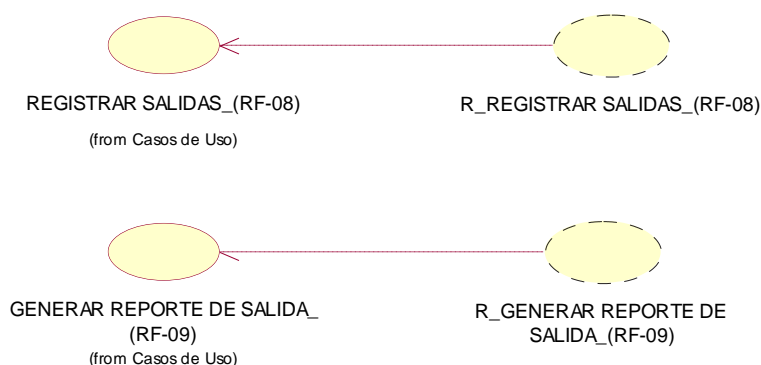 REGISTRAR SALIDAS_(RF-08)
R_REGISTRAR SALIDAS_(RF-08)
(from Casos de Uso)
GENERAR REPORTE DE SALIDA_
(RF-09)
(from Casos de Uso)
R_GENERAR REPORTE DE
SALIDA_(RF-09)